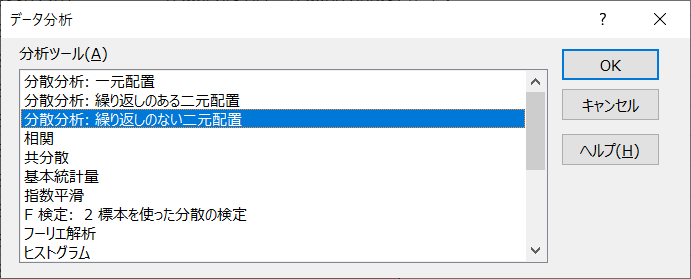 データ分析
分析ツール(A)
分散分析: 一元配置
分散分析: 繰り返しのある二元配置
分散分析: 繰り返しのない二元配置
相関
共分散
基本統計量
指数平滑
F 検定: 2 標本を使った分散の検定
フーリエ解析
ヒストグラム
OK
キャンセル
ヘルプ(H)